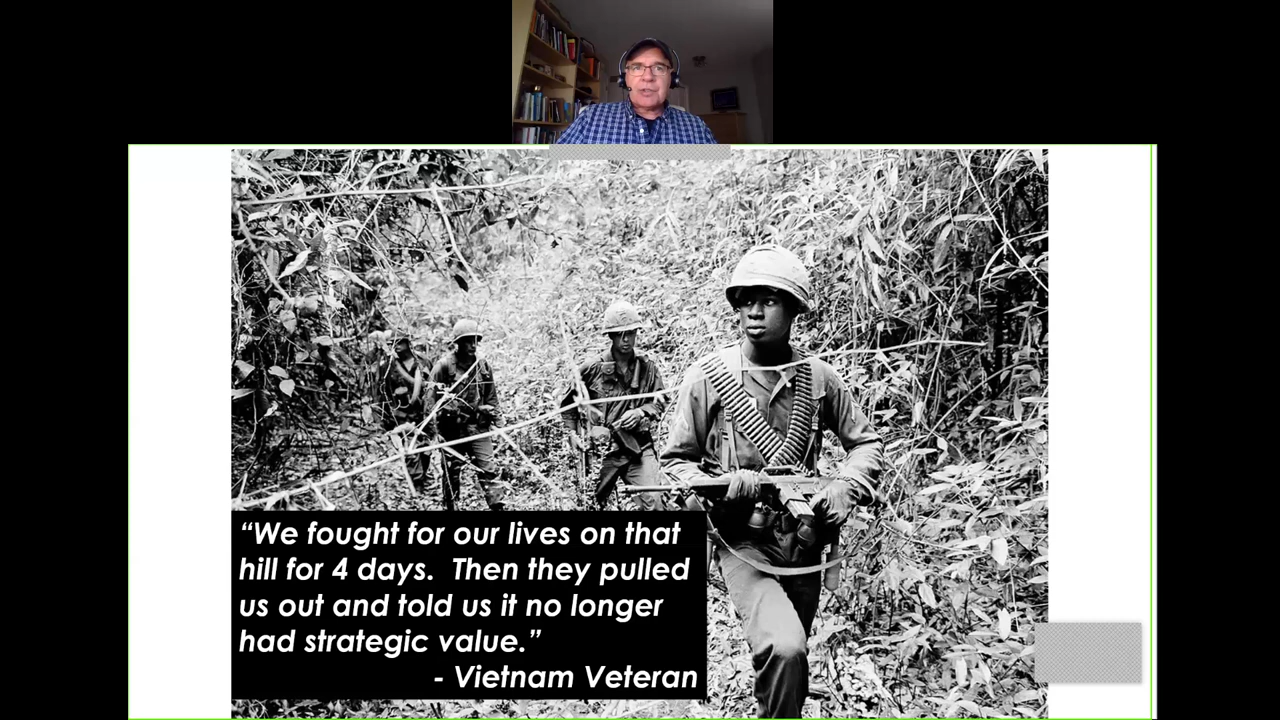 “We fought for our lives on that
hill for 4 days.  Then they pulled
us out and told us it no longer
had strategic value.”
- Vietnam Veteran